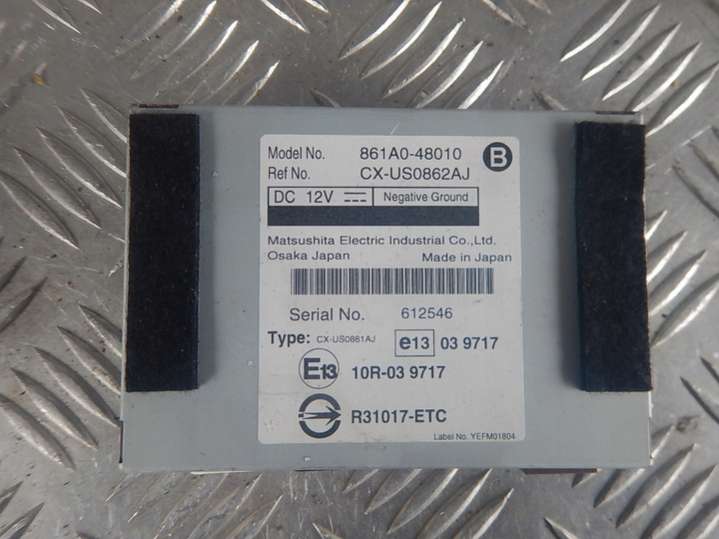 Model No. 861A0-48010 B
Ref No. CX-US0862AJ
DC 12V Negative Ground
Matsushita Electric Industrial Co.,Ltd.
Osaka Japan Made in Japan
Serial No. 612546
Type: CX-US0861AJ e13 03 9717
E13 10R-03 9717
R31017-ETC
Label No. YEFM01804